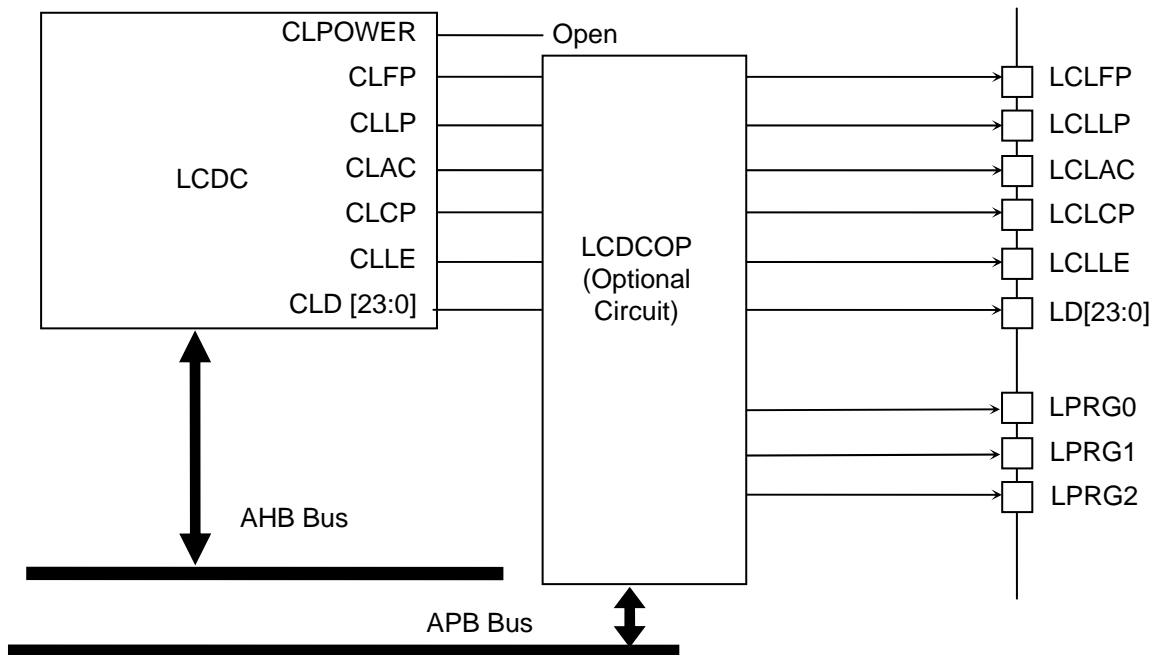 CLPOWER
Open
CLFP
LCLFP
CLLP
LCLLP
LCDC
CLAC
LCLAC
CLCP
LCLCP
LCDCOP
(Optional
Circuit)
CLLE
LCLLE
CLD [23:0]
LD[23:0]
LPRG0
LPRG1
LPRG2
AHB Bus
APB Bus